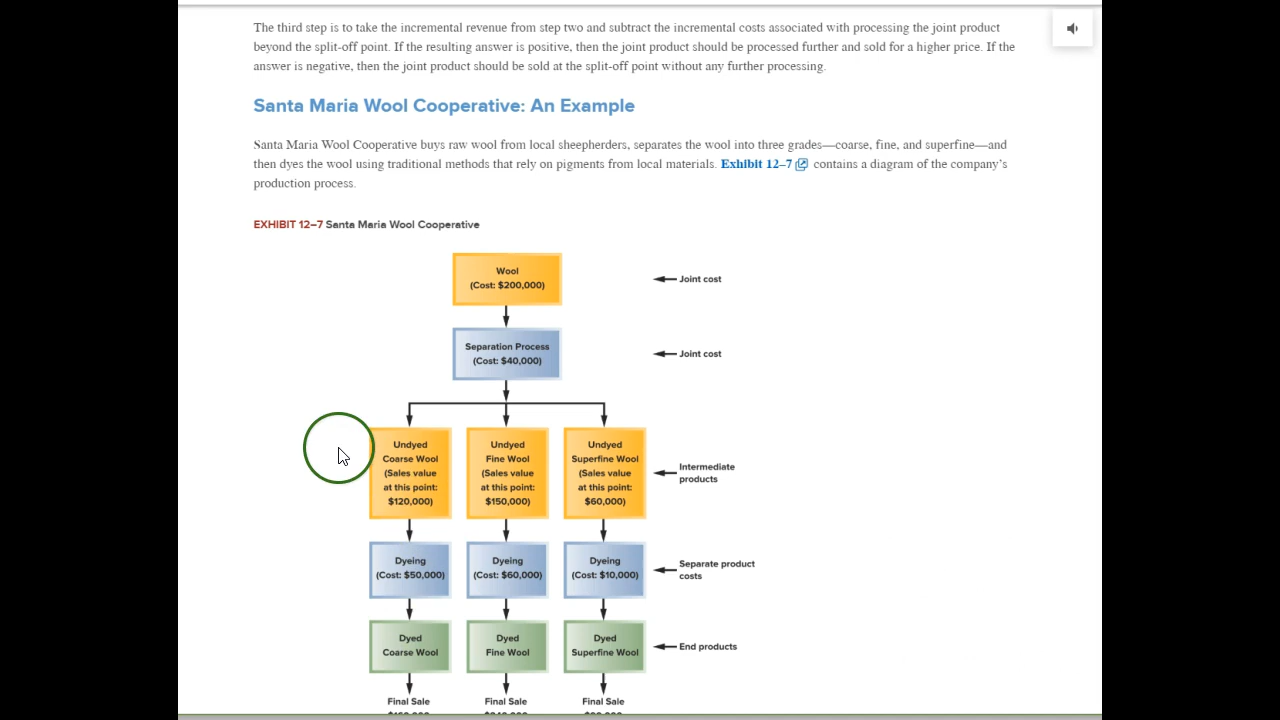 The third step is to take the incremental revenue from step two and subtract the incremental costs associated with processing the joint product
beyond the split-off point. If the resulting answer is positive, then the joint product should be processed further and sold for a higher price. If the
answer is negative, then the joint product should be sold at the split-off point without any further processing.
Santa Maria Wool Cooperative: An Example
Santa Maria Wool Cooperative buys raw wool from local sheepherders, separates the wool into three grades—coarse, fine, and superfine—and
then dyes the wool using traditional methods that rely on pigments from local materials. Exhibit 12–7 contains a diagram of the company’s
production process.
EXHIBIT 12–7 Santa Maria Wool Cooperative
Wool
(Cost: $200,000)
Joint cost
Separation Process
(Cost: $40,000)
Joint cost
Undyed
Coarse Wool
(Sales value
at this point:
$120,000)
Undyed
Fine Wool
(Sales value
at this point:
$150,000)
Undyed
Superfine Wool
(Sales value
at this point:
$60,000)
Intermediate
products
Dyeing
(Cost: $50,000)
Dyeing
(Cost: $60,000)
Dyeing
(Cost: $10,000)
Separate product
costs
Dyed
Coarse Wool
Dyed
Fine Wool
Dyed
Superfine Wool
End products
Final Sale
Final Sale
Final Sale